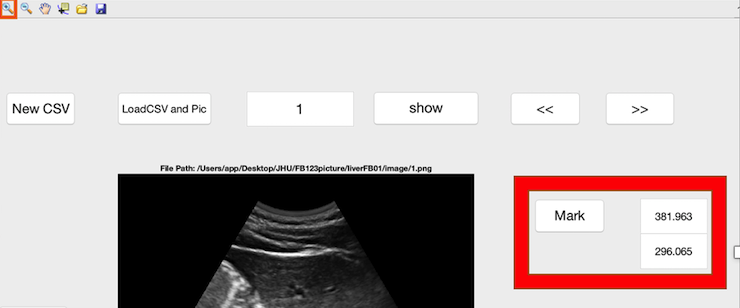 New CSV
LoadCSV and Pic
1
show
<<
>>
File Path: /Users/app/Desktop/JHU/FB123picture/liverFB01/image/1.png
Mark
381.963
296.065